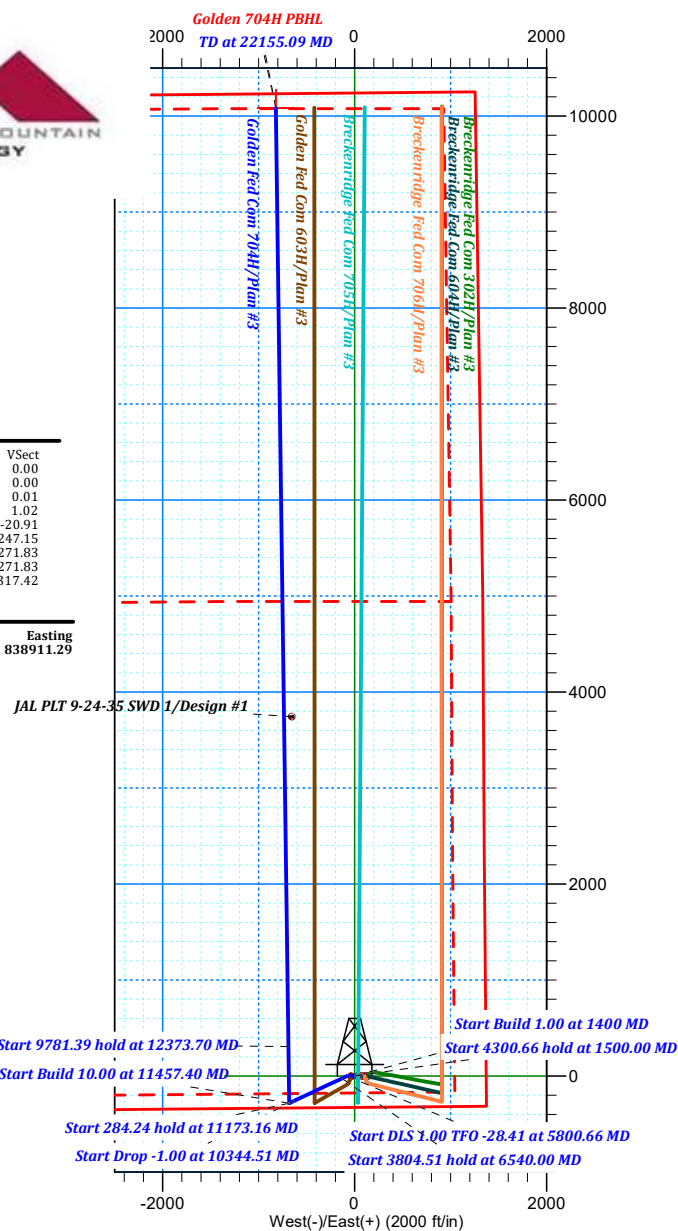 Golden 704H PBHL
TD at 22155.09 MD
2000 0 2000
OUNTAIN
GY
10000
8000
6000
4000
2000
0
Golden Fed Com 704H/Plan #3
Golden Fed Com 603H/Plan #3
Breckenridge Fed Com 705H/Plan #3
Breckenridge Fed Com 706H/Plan #3
Breckenridge Fed Com 604H/Plan #3
Breckenridge Fed Com 302H/Plan #3
VSect
0.00
0.00
0.01
1.02
-20.91
247.15
271.83
271.83
317.42
Easting
838911.29
JAL PLT 9-24-35 SWD 1/Design #1
Start Build 1.00 at 1400 MD
Start 9781.39 hold at 12373.70 MD
Start 4300.66 hold at 1500.00 MD
Start Build 10.00 at 11457.40 MD
Start 284.24 hold at 11173.16 MD
Start DLS 1.00 TFO -28.41 at 5800.66 MD
Start Drop -1.00 at 10344.51 MD
Start 3804.51 hold at 6540.00 MD
-2000 0 2000
West(-)/East(+) (2000 ft/in)